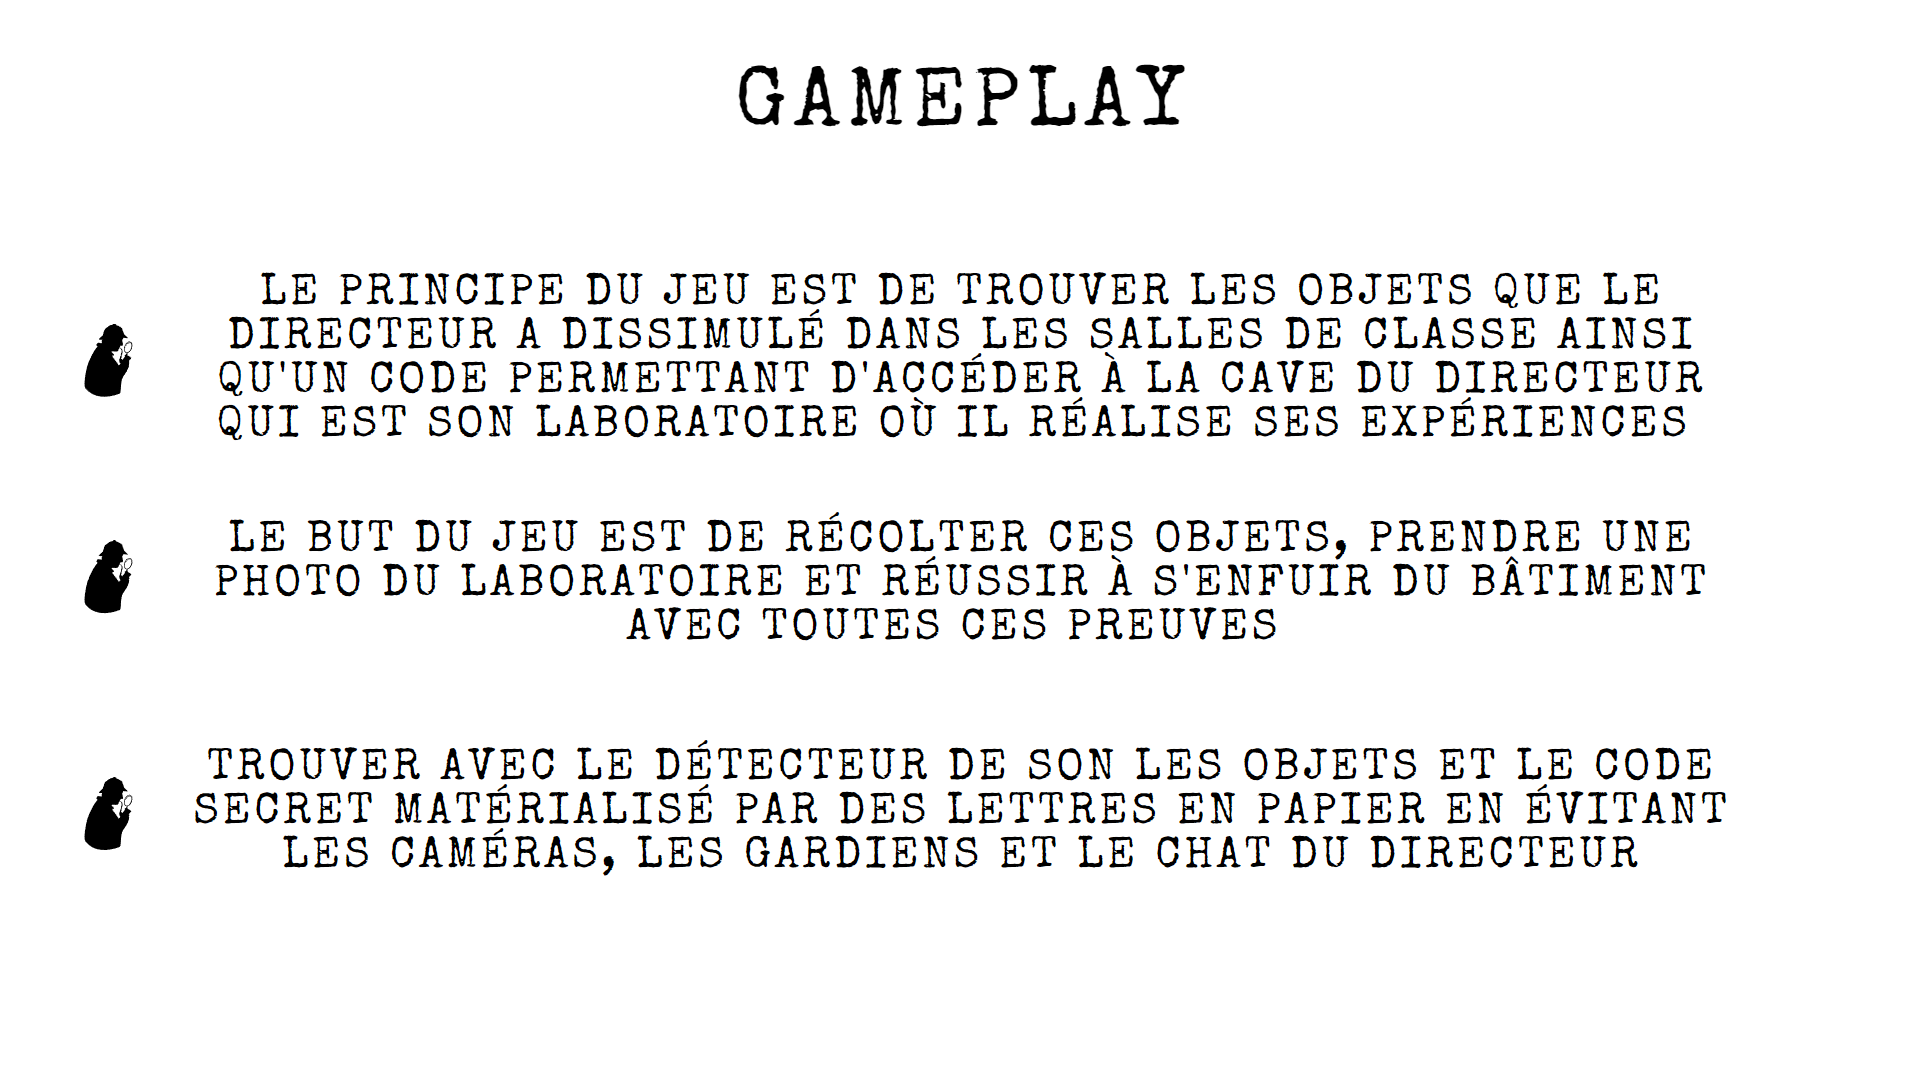 GAMEPLAY
LE PRINCIPE DU JEU EST DE TROUVER LES OBJETS QUE LE
DIRECTEUR A DISSIMULÉ DANS LES SALLES DE CLASSE AINSI
QU'UN CODE PERMETTANT D'ACCÉDER À LA CAVE DU DIRECTEUR
QUI EST SON LABORATOIRE OÙ IL RÉALISE SES EXPÉRIENCES
LE BUT DU JEU EST DE RÉCOLTER CES OBJETS, PRENDRE UNE
PHOTO DU LABORATOIRE ET RÉUSSIR À S'ENFUIR DU BÂTIMENT
AVEC TOUTES CES PREUVES
TROUVER AVEC LE DÉTECTEUR DE SON LES OBJETS ET LE CODE
SECRET MATÉRIALISÉ PAR DES LETTRES EN PAPIER EN ÉVITANT
LES CAMÉRAS, LES GARDIENS ET LE CHAT DU DIRECTEUR